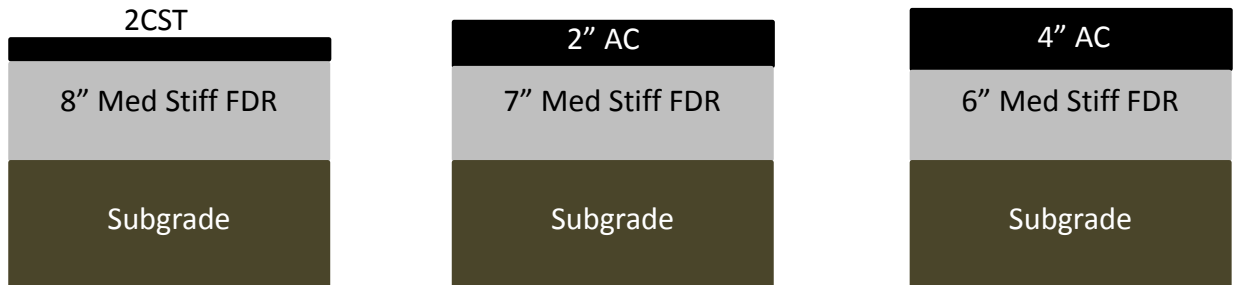 2CST
8” Med Stiff FDR
Subgrade
2” AC
7” Med Stiff FDR
Subgrade
4” AC
6” Med Stiff FDR
Subgrade